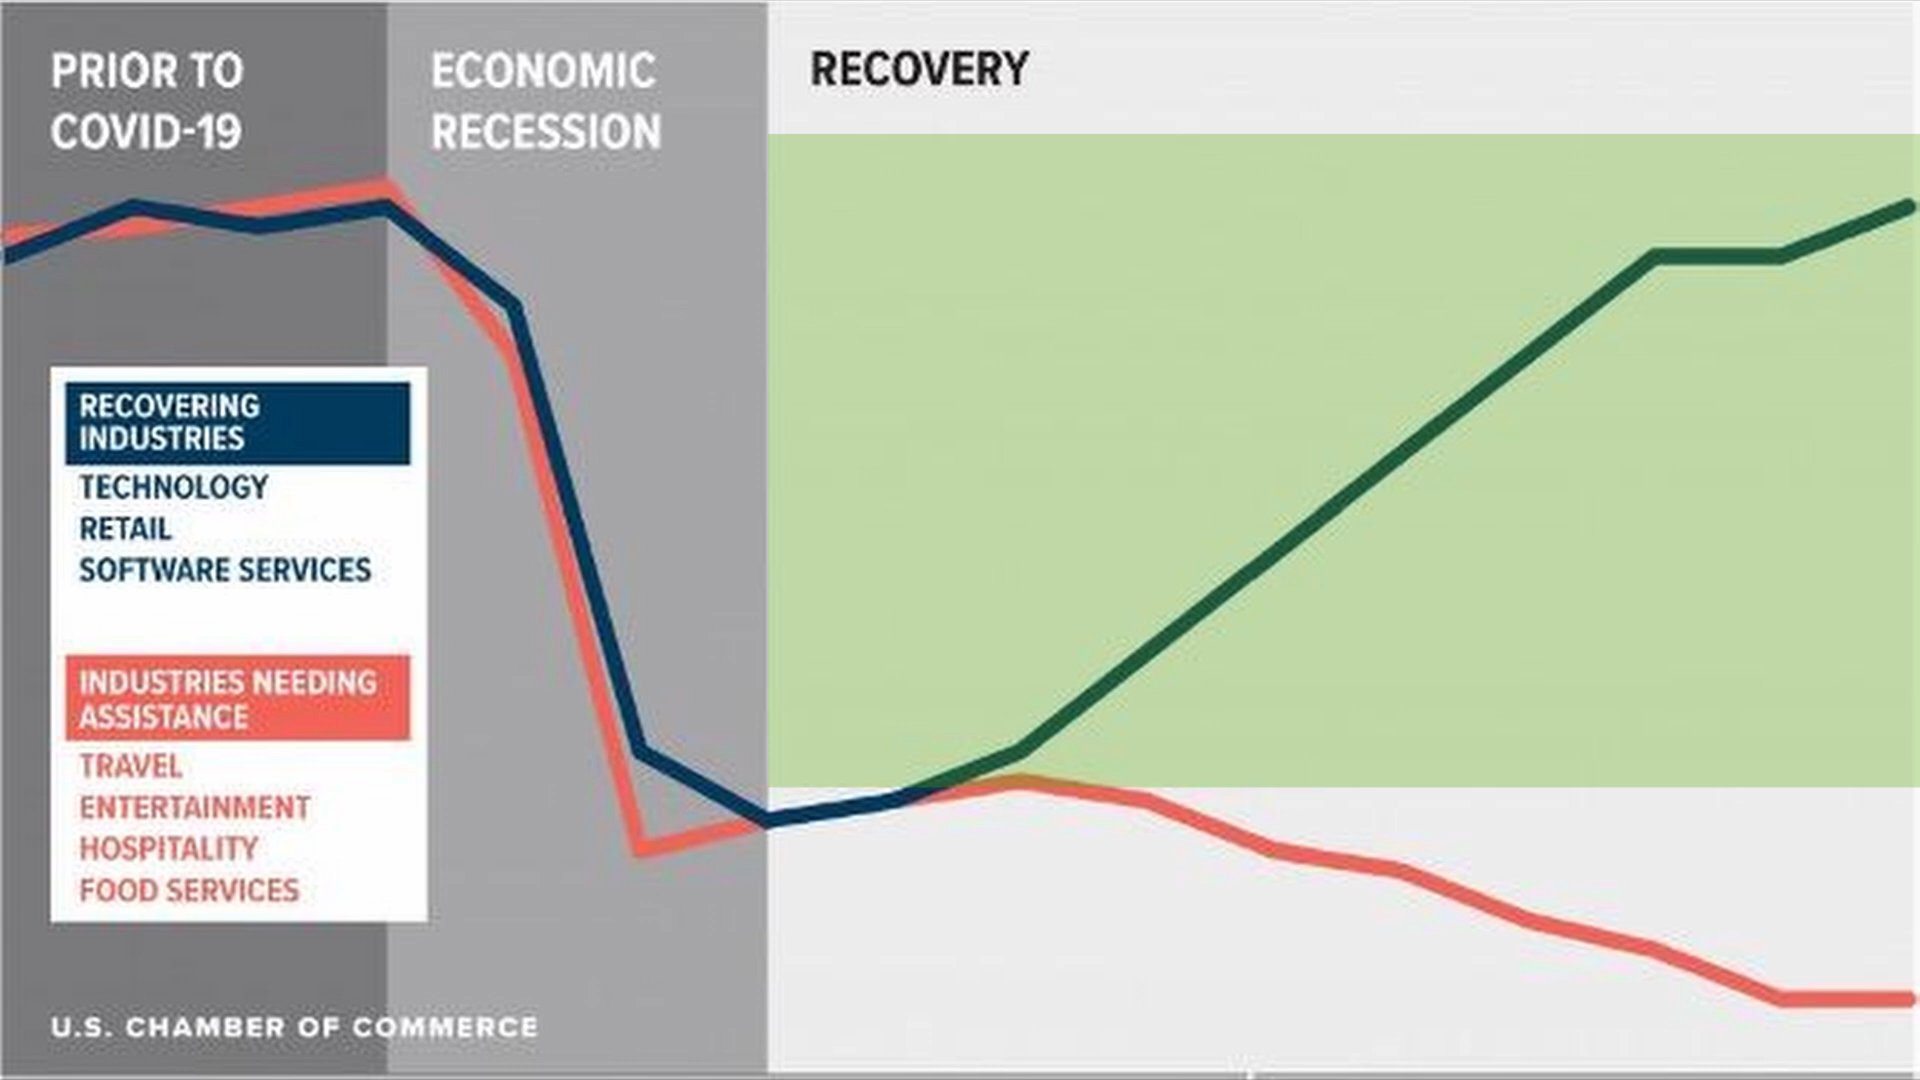 PRIOR TO
COVID-19
ECONOMIC
RECESSION
RECOVERY
RECOVERING
INDUSTRIES
TECHNOLOGY
RETAIL
SOFTWARE SERVICES
INDUSTRIES NEEDING
ASSISTANCE
TRAVEL
ENTERTAINMENT
HOSPITALITY
FOOD SERVICES
U.S. CHAMBER OF COMMERCE